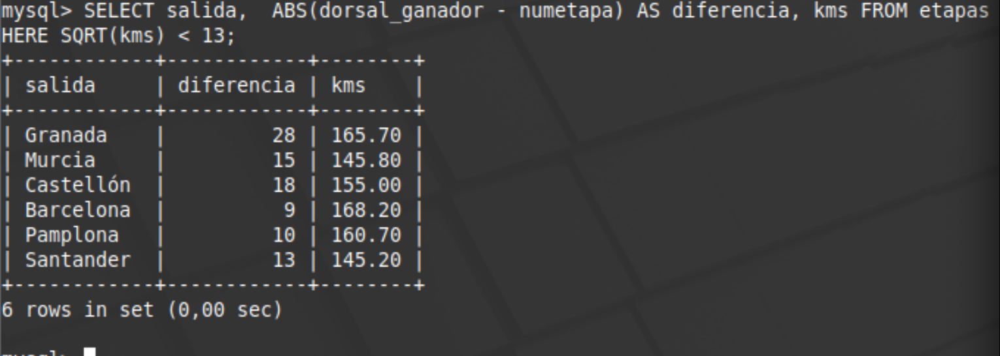 mysql> SELECT salida,  ABS(dorsal_ganador - numetapa) AS diferencia, kms FROM etapas
HERE SQRT(kms) < 13;
+------------+------------+--------+
| salida     | diferencia | kms    |
+------------+------------+--------+
| Granada    |         28 | 165.70 |
| Murcia     |         15 | 145.80 |
| Castellón  |         18 | 155.00 |
| Barcelona  |          9 | 168.20 |
| Pamplona   |         10 | 160.70 |
| Santander  |         13 | 145.20 |
+------------+------------+--------+
6 rows in set (0,00 sec)
mysql>